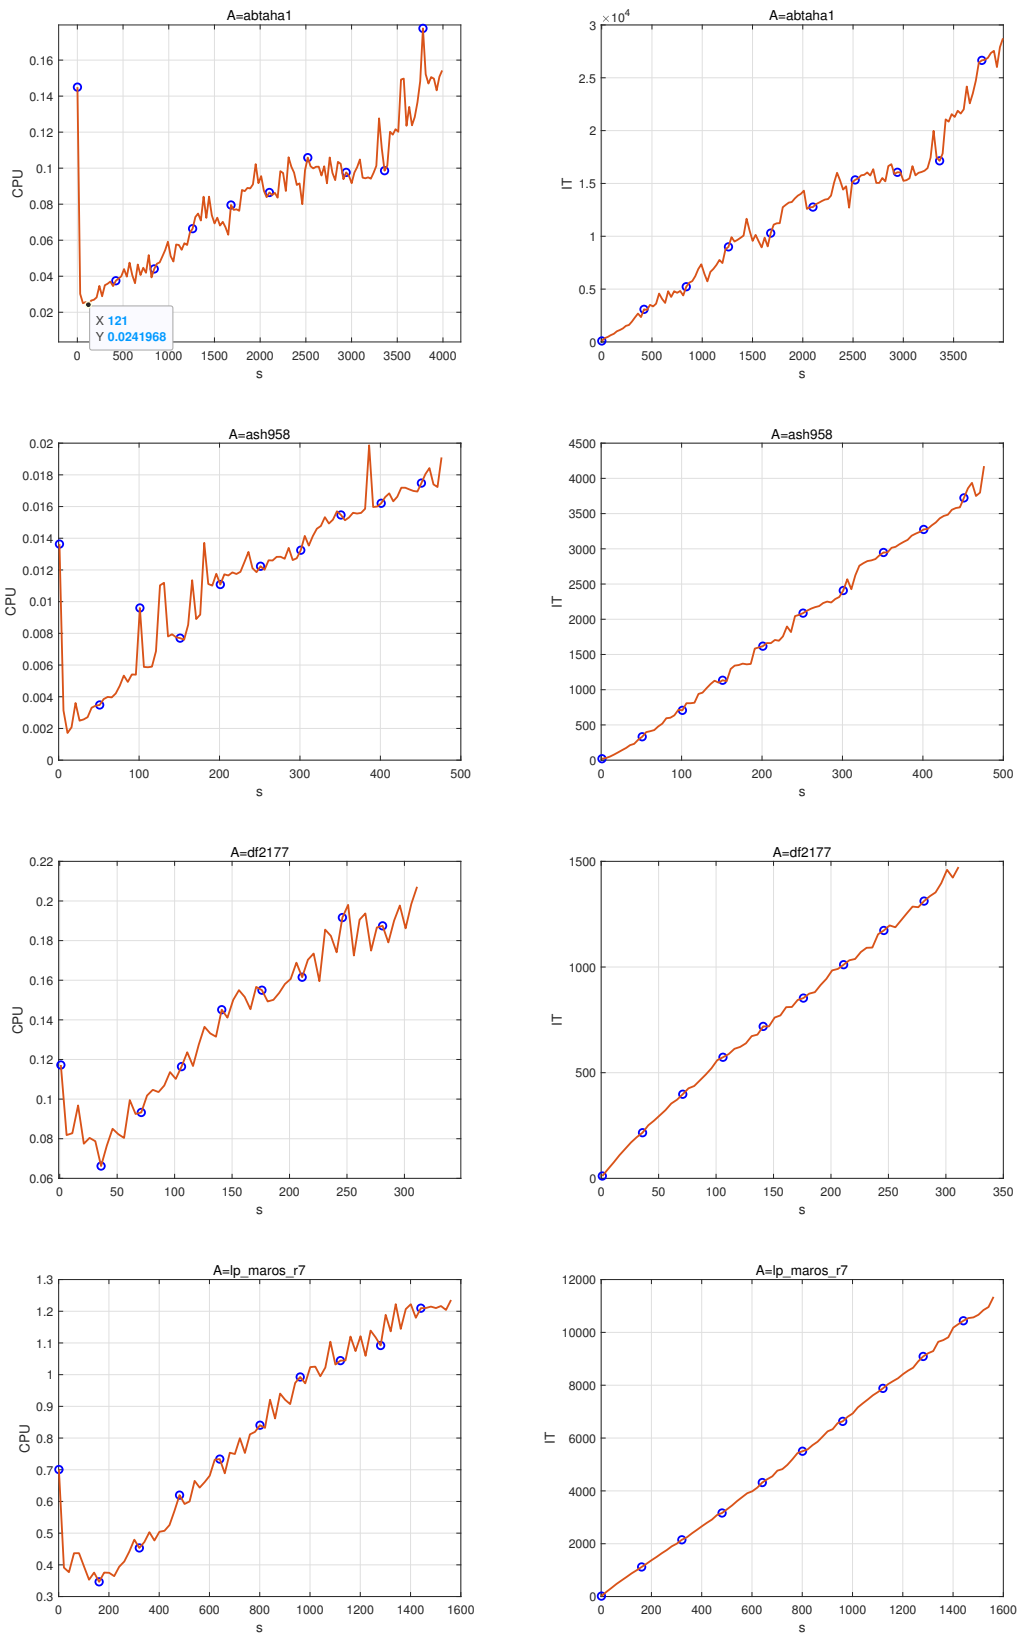 A=abtaha1
CPU
0.16
0.14
0.12
0.1
0.08
0.06
0.04
0.02
X 121
Y 0.0241968
0 500 1000 1500 2000 2500 3000 3500 4000
s
A=abtaha1
×10^4
IT
3
2.5
2
1.5
1
0.5
0
0 500 1000 1500 2000 2500 3000 3500
s
A=ash958
CPU
0.02
0.018
0.016
0.014
0.012
0.01
0.008
0.006
0.004
0.002
0
0 100 200 300 400 500
s
A=ash958
IT
4500
4000
3500
3000
2500
2000
1500
1000
500
0
0 100 200 300 400 500
s
A=df2177
CPU
0.22
0.2
0.18
0.16
0.14
0.12
0.1
0.08
0.06
0 50 100 150 200 250 300
s
A=df2177
IT
1500
1000
500
0
0 50 100 150 200 250 300 350
s
A=lp_maros_r7
CPU
1.3
1.2
1.1
1
0.9
0.8
0.7
0.6
0.5
0.4
0.3
0 200 400 600 800 1000 1200 1400 1600
s
A=lp_maros_r7
IT
12000
10000
8000
6000
4000
2000
0
0 200 400 600 800 1000 1200 1400 1600
s